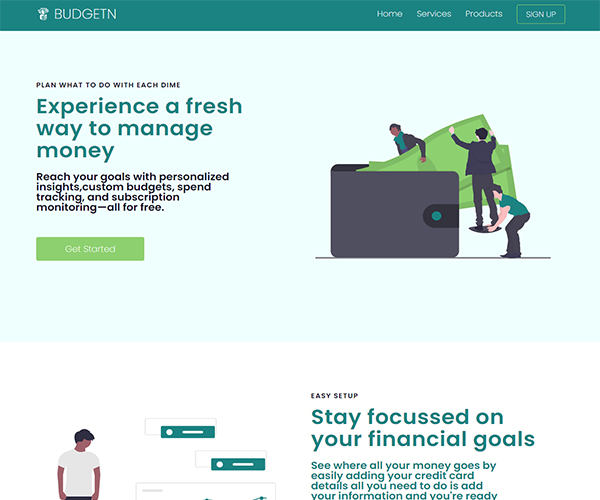 BUDGETN
Home Services Products SIGN UP
PLAN WHAT TO DO WITH EACH DIME
Experience a fresh
way to manage
money
Reach your goals with personalized
insights,custom budgets, spend
tracking, and subscription
monitoring—all for free.
Get Started
EASY SETUP
Stay focussed on
your financial goals
See where all your money goes by
easily adding your credit card
details all you need to do is add
your information and you're ready